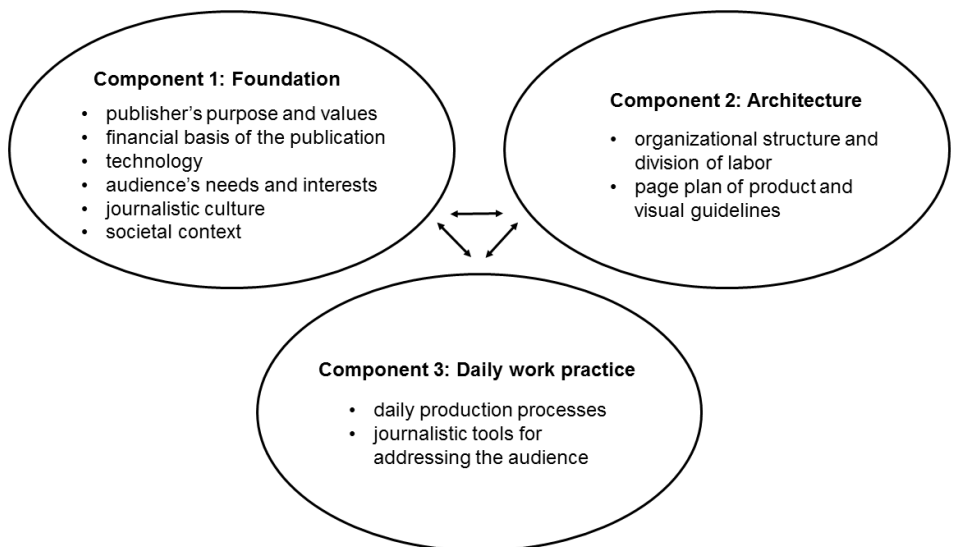 Component 1: Foundation
• publisher's purpose and values
• financial basis of the publication
• technology
• audience's needs and interests
• journalistic culture
• societal context
Component 2: Architecture
• organizational structure and
division of labor
• page plan of product and
visual guidelines
Component 3: Daily work practice
• daily production processes
• journalistic tools for
addressing the audience